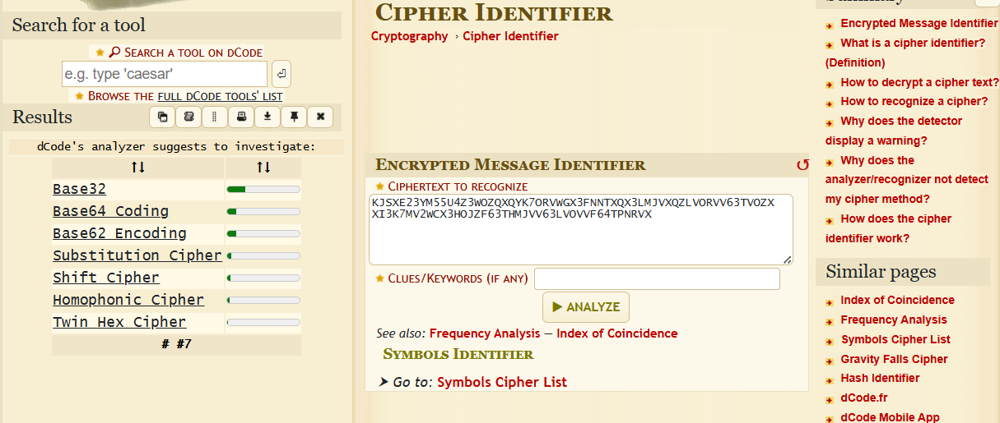 Search for a tool
SEARCH A TOOL ON DCODE
e.g. type 'caesar'
BROWSE THE FULL DCODE TOOLS' LIST
Results
dCode's analyzer suggests to investigate:
↑↓ ↑↓
Base32
Base64 Coding
Base62 Encoding
Substitution Cipher
Shift Cipher
Homophonic Cipher
Twin Hex Cipher
# #7
CIPHER IDENTIFIER
Cryptography › Cipher Identifier
ENCRYPTED MESSAGE IDENTIFIER
CIPHERTEXT TO RECOGNIZE
KJSXE23YM55U4Z3WOZQXQYK7ORVWGX3FNNTXQX3LMJVXQZLVORVV63TVOZX
XI3K7MV2WCX3HOJZF63THMJVV63LVOVVF64TPNRVX
CLUES/KEYWORDS (IF ANY)
► ANALYZE
See also: Frequency Analysis — Index of Coincidence
SYMBOLS IDENTIFIER
➤ Go to: Symbols Cipher List
Summary
Encrypted Message Identifier
What is a cipher identifier?
(Definition)
How to decrypt a cipher text?
How to recognize a cipher?
Why does the detector
display a warning?
Why does the
analyzer/recognizer not detect
my cipher method?
How does the cipher
identifier work?
Similar pages
Index of Coincidence
Frequency Analysis
Symbols Cipher List
Gravity Falls Cipher
Hash Identifier
dCode.fr
dCode Mobile App